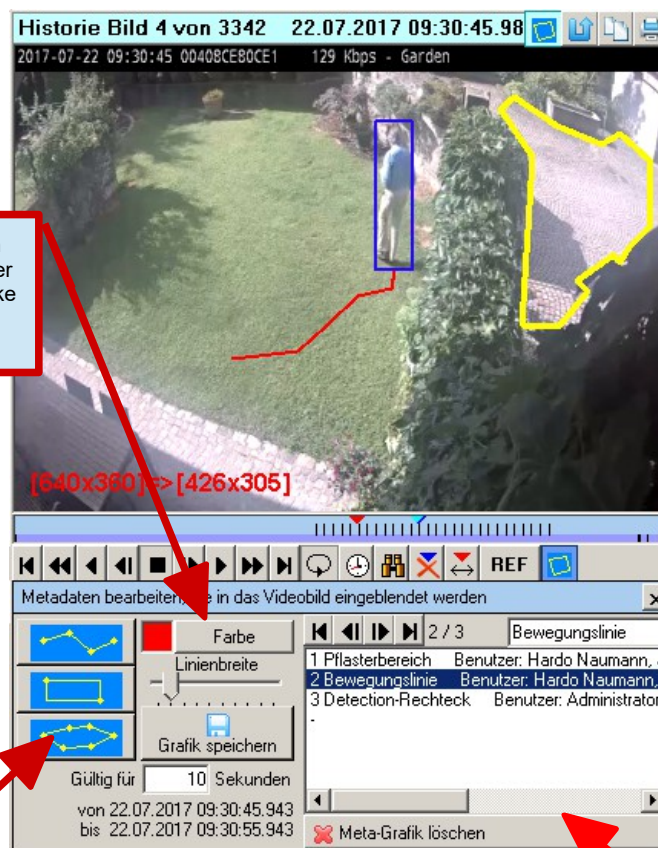 Historie Bild 4 von 3342 22.07.2017 09:30:45.98
2017-07-22 09:30:45 00408CE80CE1 129 Kbps - Garden
er
ke
[640x360]=>[426x305]
REF
Metadaten bearbeiten, in das Videobild eingeblendet werden
Farbe
2 / 3
Bewegungslinie
Linienbreite
1 Pflasterbereich Benutzer: Hardo Naumann,
2 Bewegungslinie Benutzer: Hardo Naumann,
3 Detection-Rechteck Benutzer: Administrator
-
Grafik speichern
Gültig für 10 Sekunden
von 22.07.2017 09:30:45.943
bis 22.07.2017 09:30:55.943
Meta-Grafik löschen